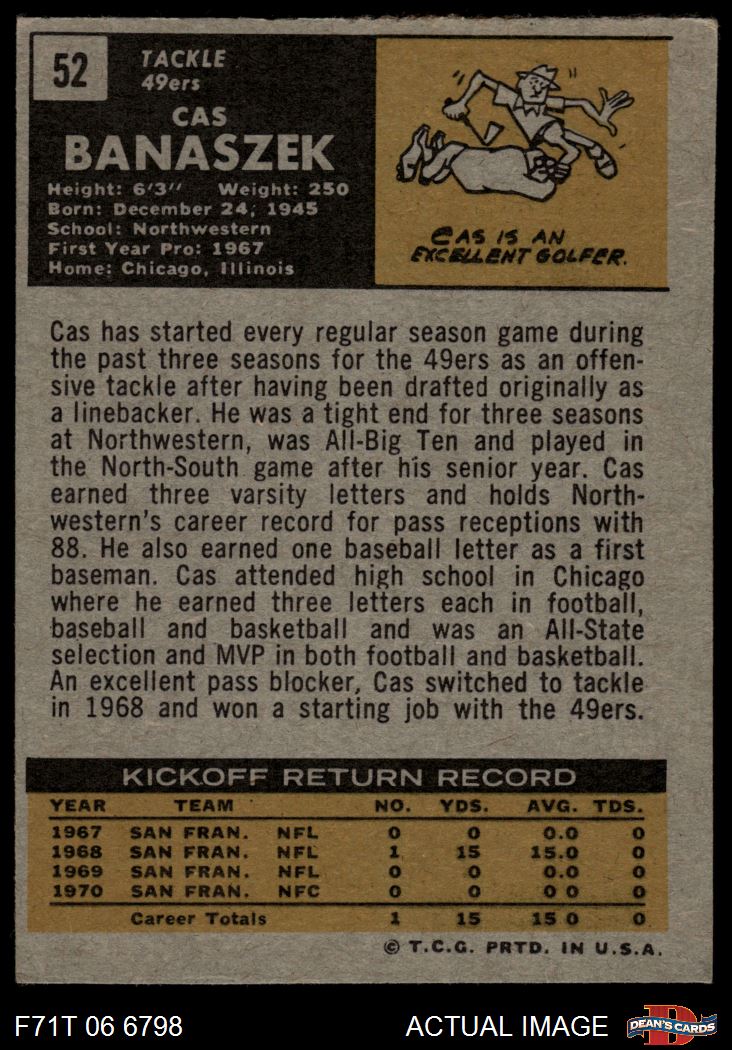 52
TACKLE
49ers
CAS
BANASZEK
Height: 6'3" Weight: 250
Born: December 24, 1945
School: Northwestern
First Year Pro: 1967
Home: Chicago, Illinois
CAS IS AN
EXCELLENT GOLFER.
Cas has started every regular season game during
the past three seasons for the 49ers as an offen-
sive tackle after having been drafted originally as
a linebacker. He was a tight end for three seasons
at Northwestern, was All-Big Ten and played in
the North-South game after his senior year. Cas
earned three varsity letters and holds North-
western's career record for pass receptions with
88. He also earned one baseball letter as a first
baseman. Cas attended high school in Chicago
where he earned three letters each in football,
baseball and basketball and was an All-State
selection and MVP in both football and basketball.
An excellent pass blocker, Cas switched to tackle
in 1968 and won a starting job with the 49ers.
KICKOFF RETURN RECORD
YEAR TEAM NO. YDS. AVG. TDS.
1967 SAN FRAN. NFL 0 0 0.0 0
1968 SAN FRAN. NFL 1 15 15.0 0
1969 SAN FRAN. NFL 0 0 0.0 0
1970 SAN FRAN. NFC 0 0 0 0 0
Career Totals 1 15 15 0 0
© T.C.G. PRTD. IN U.S.A.
F71T 06 6798 ACTUAL IMAGE D DEAN'S CARDS